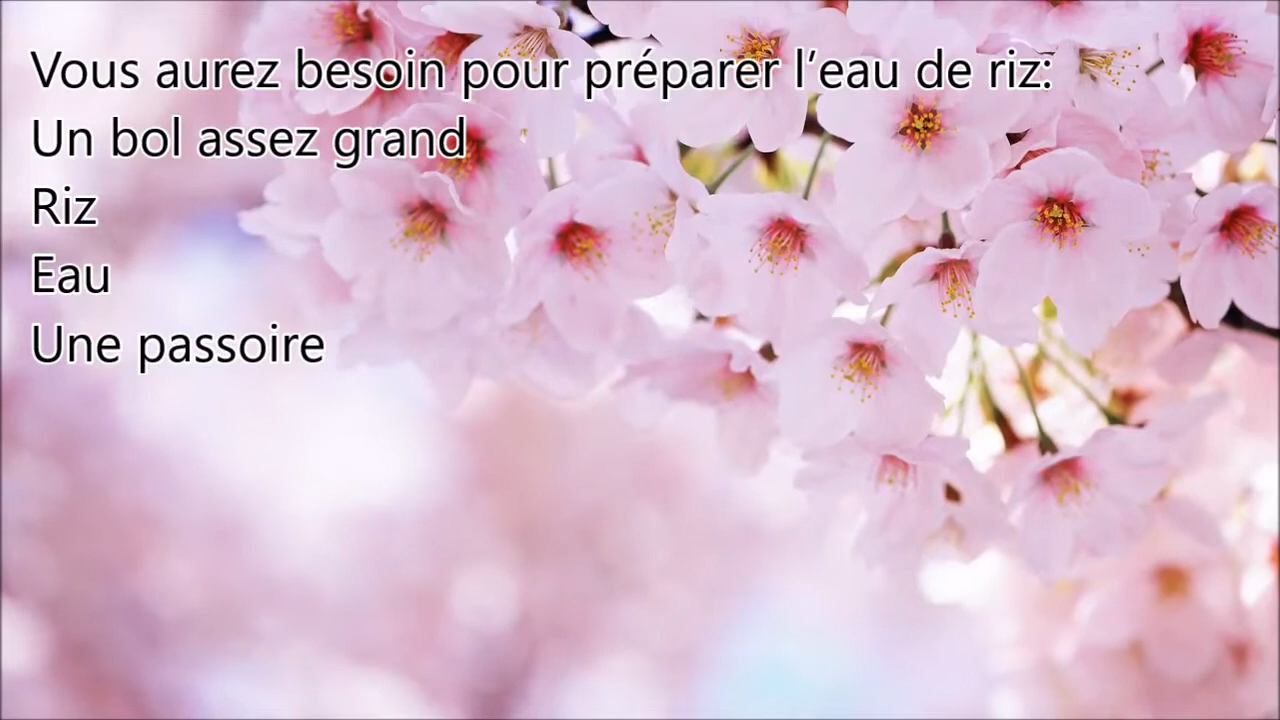 Vous aurez besoin pour préparer l’eau de riz:
Un bol assez grand
Riz
Eau
Une passoire